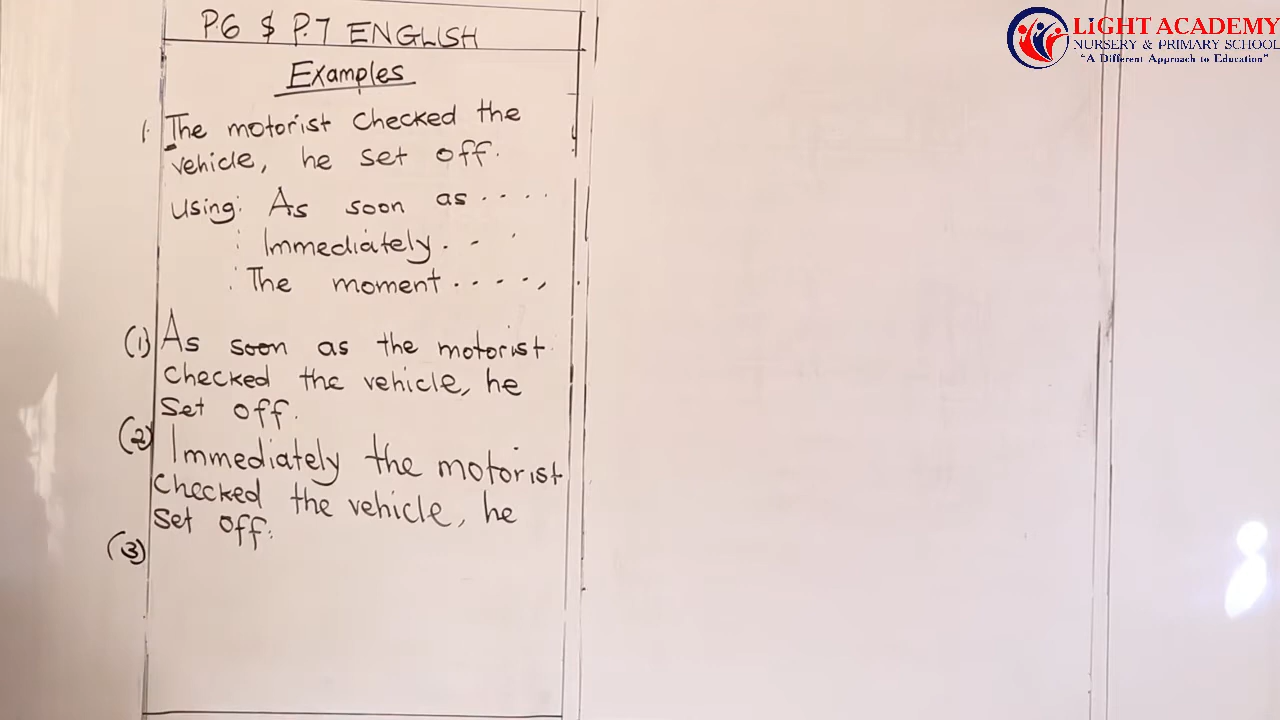 P.6 $ P.7 ENGLISH
Examples
1. The motorist checked the
vehicle, he set off.
Using: As soon as ....
: Immediately. - '
: The moment ....,
(1) As soon as the motorist
checked the vehicle, he
set off.
(2) Immediately the motorist
checked the vehicle, he
set off.
(3)
LIGHT ACADEMY
NURSERY & PRIMARY SCHOOL
"A Different Approach to Education"